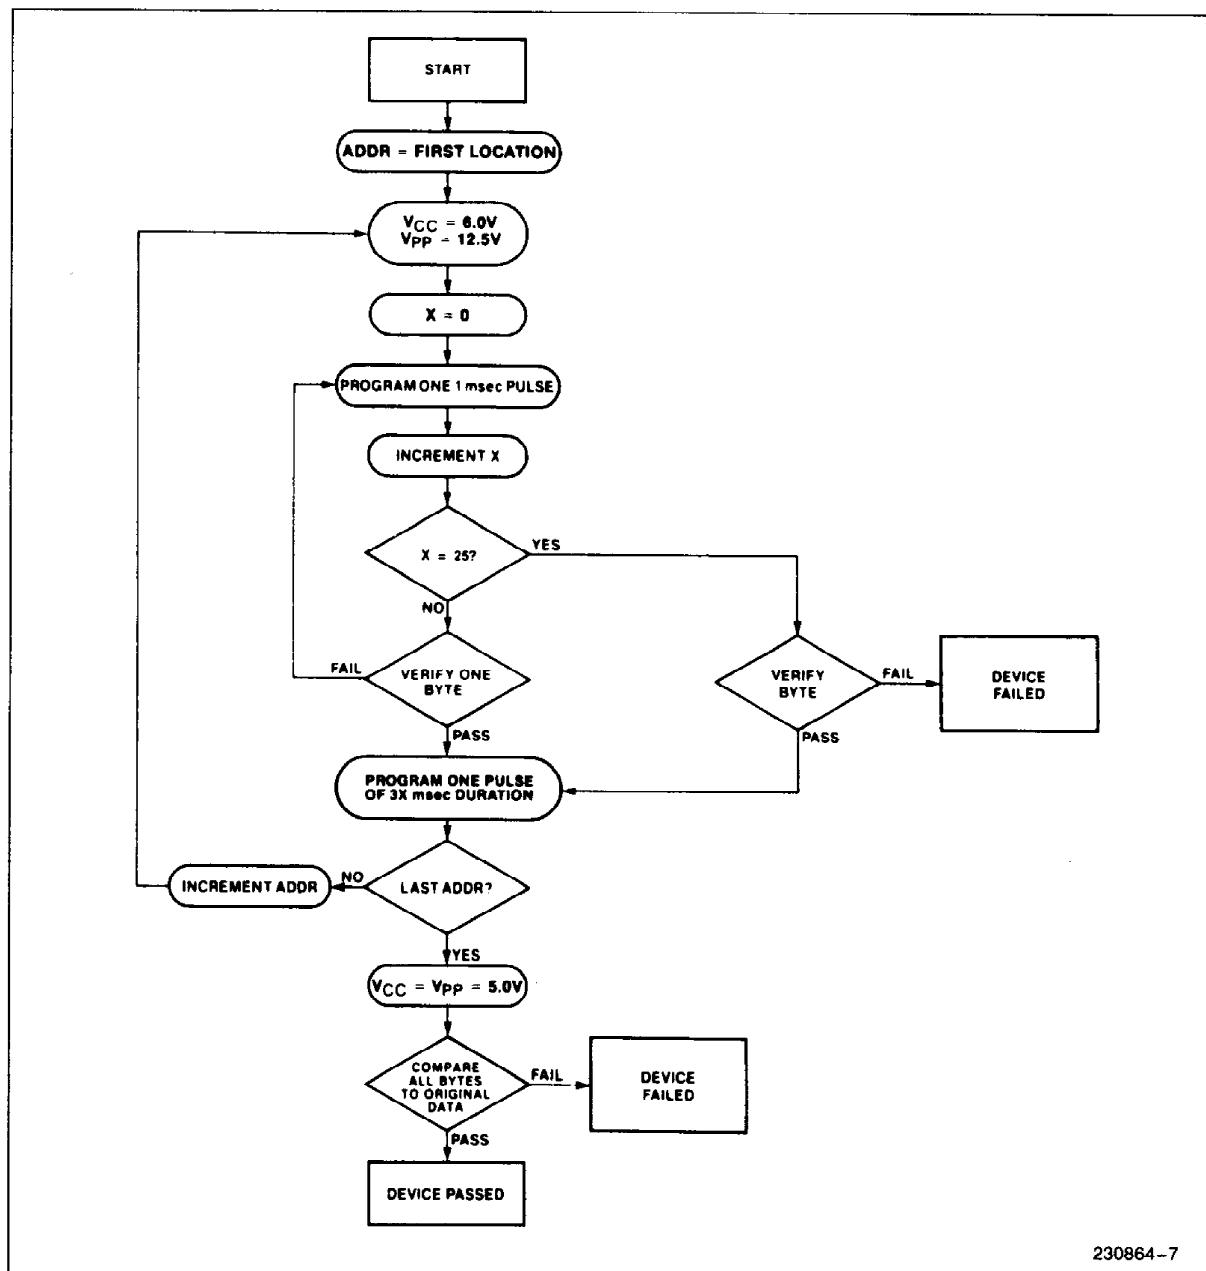 START
ADDR = FIRST LOCATION
VCC = 6.0V
VPP = 12.5V
X = 0
PROGRAM ONE 1 msec PULSE
INCREMENT X
X = 25?
YES
NO
FAIL
VERIFY ONE
BYTE
PASS
VERIFY
BYTE
FAIL
DEVICE
FAILED
PASS
PROGRAM ONE PULSE
OF 3X msec DURATION
INCREMENT ADDR
NO
LAST ADDR?
YES
VCC = VPP = 5.0V
COMPARE
ALL BYTES
TO ORIGINAL
DATA
FAIL
DEVICE
FAILED
PASS
DEVICE PASSED
230864-7